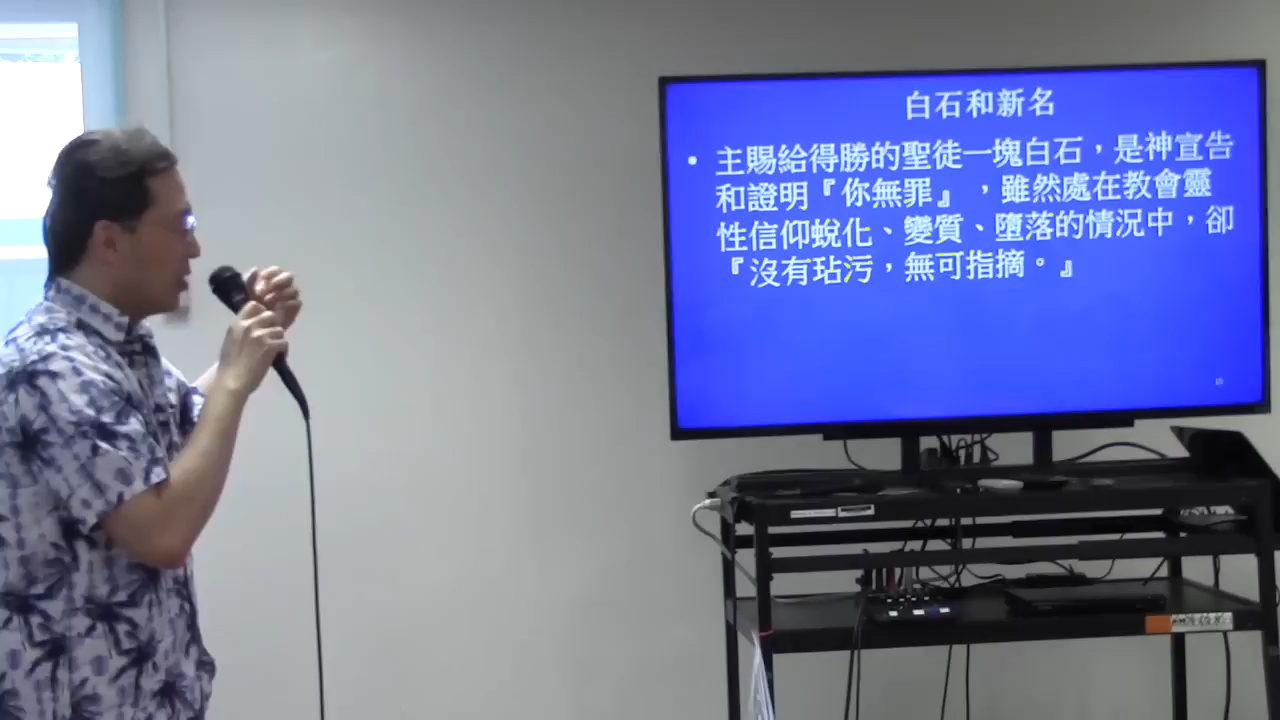 白石和新名
• 主賜給得勝的聖徒一塊白石，是神宣告
和證明『你無罪』，雖然處在教會靈
性信仰蛻化、變質、墮落的情況中，卻
『沒有玷污，無可指摘。』